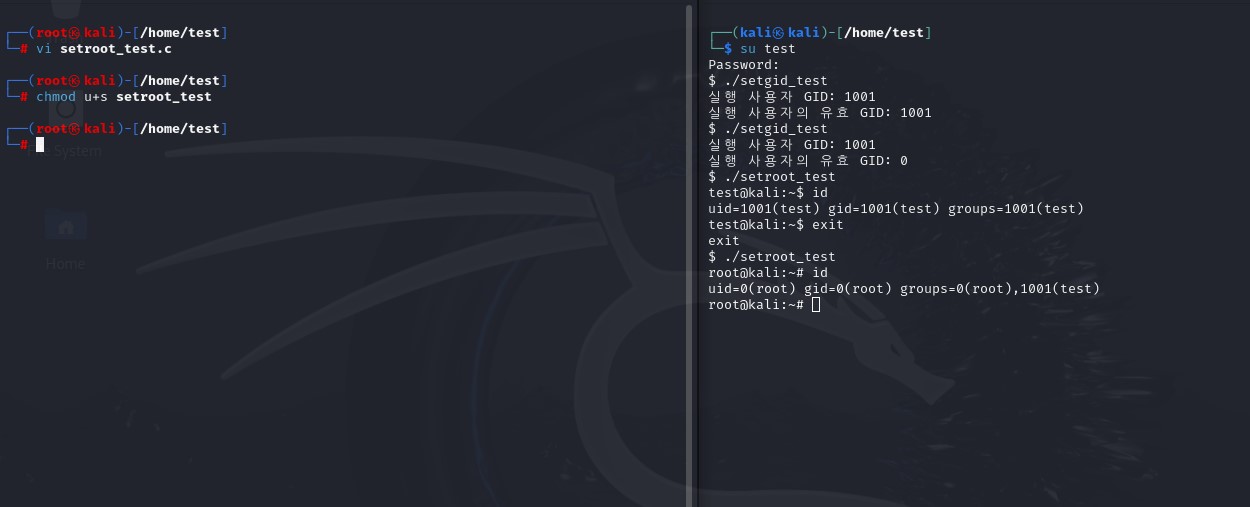 ┌──(root㉿kali)-[/home/test]
└─# vi setroot_test.c
┌──(root㉿kali)-[/home/test]
└─# chmod u+s setroot_test
┌──(root㉿kali)-[/home/test]
└─#
File System
Home
┌──(kali㉿kali)-[/home/test]
└─$ su test
Password:
$ ./setgid_test
실행 사용자 GID: 1001
실행 사용자의 유효 GID: 1001
$ ./setgid_test
실행 사용자 GID: 1001
실행 사용자의 유효 GID: 0
$ ./setroot_test
test@kali:~$ id
uid=1001(test) gid=1001(test) groups=1001(test)
test@kali:~$ exit
exit
$ ./setroot_test
root@kali:~# id
uid=0(root) gid=0(root) groups=0(root),1001(test)
root@kali:~#